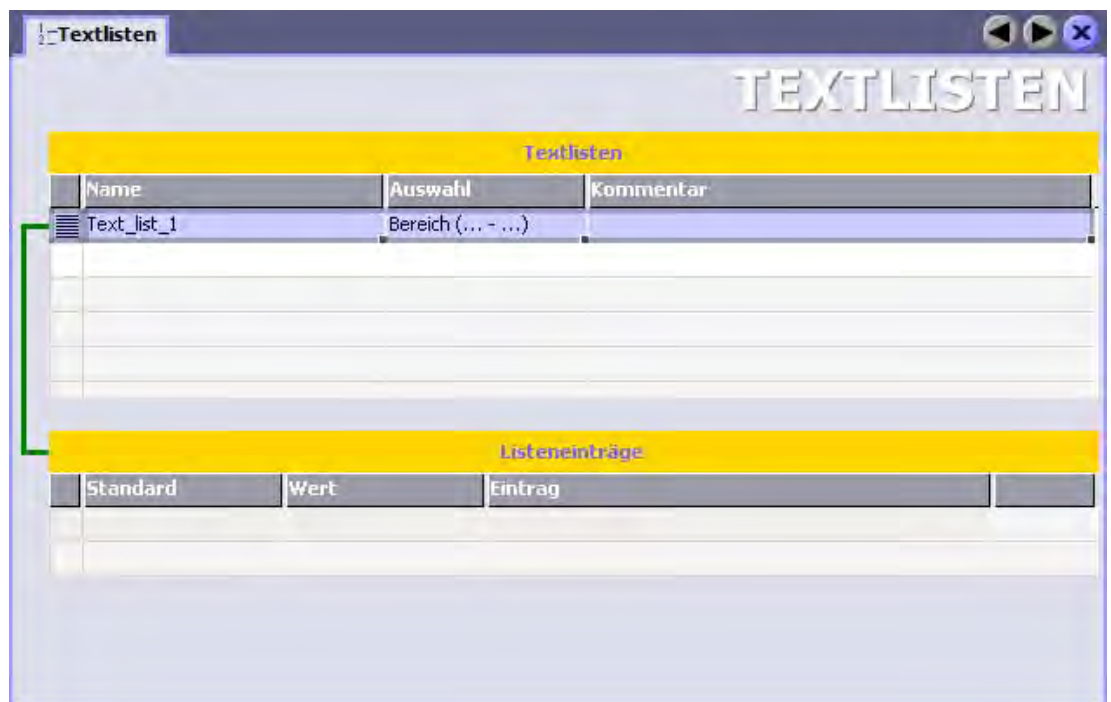 Textlisten
TEXTLISTEN
Textlisten
Name Auswahl Kommentar
Text_list_1 Bereich (... - ...)
Listeneinträge
Standard Wert Eintrag